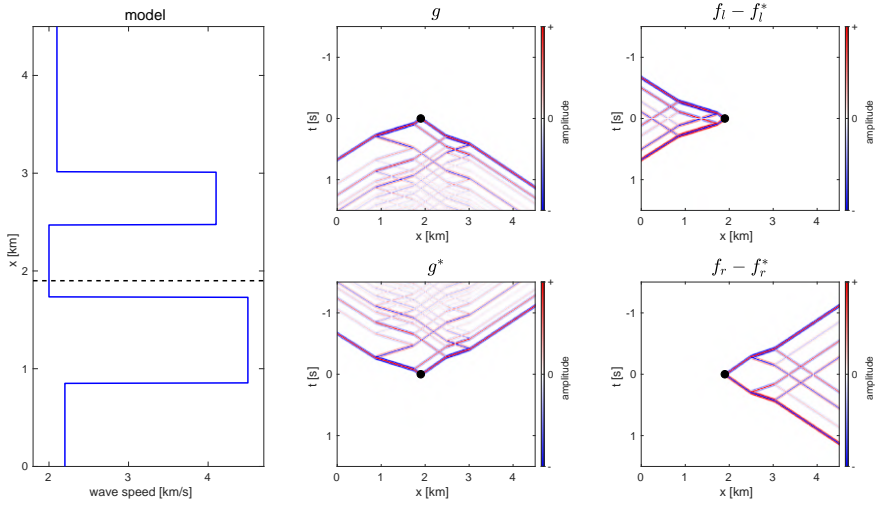 model
4
3
2
1
0
x [km]
2
3
4
wave speed [km/s]
g
-1
0
1
t [s]
0
1
2
3
4
x [km]
+
0
-
amplitude
f_l − f_l^*
-1
0
1
t [s]
0
1
2
3
4
x [km]
+
0
-
amplitude
g^*
-1
0
1
t [s]
0
1
2
3
4
x [km]
+
0
-
amplitude
f_r − f_r^*
-1
0
1
t [s]
0
1
2
3
4
x [km]
+
0
-
amplitude